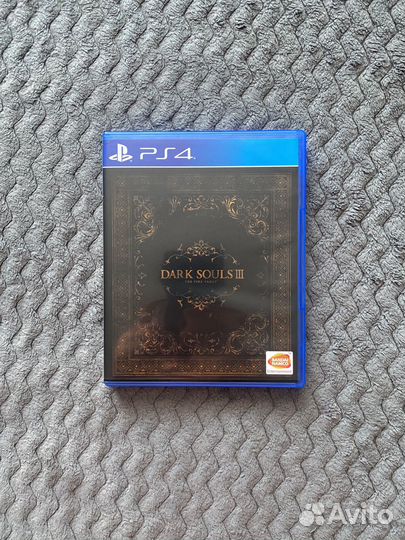 PS4
DARK SOULS III
THE FIRE FADES
BANDAI
NAMCO
Avito